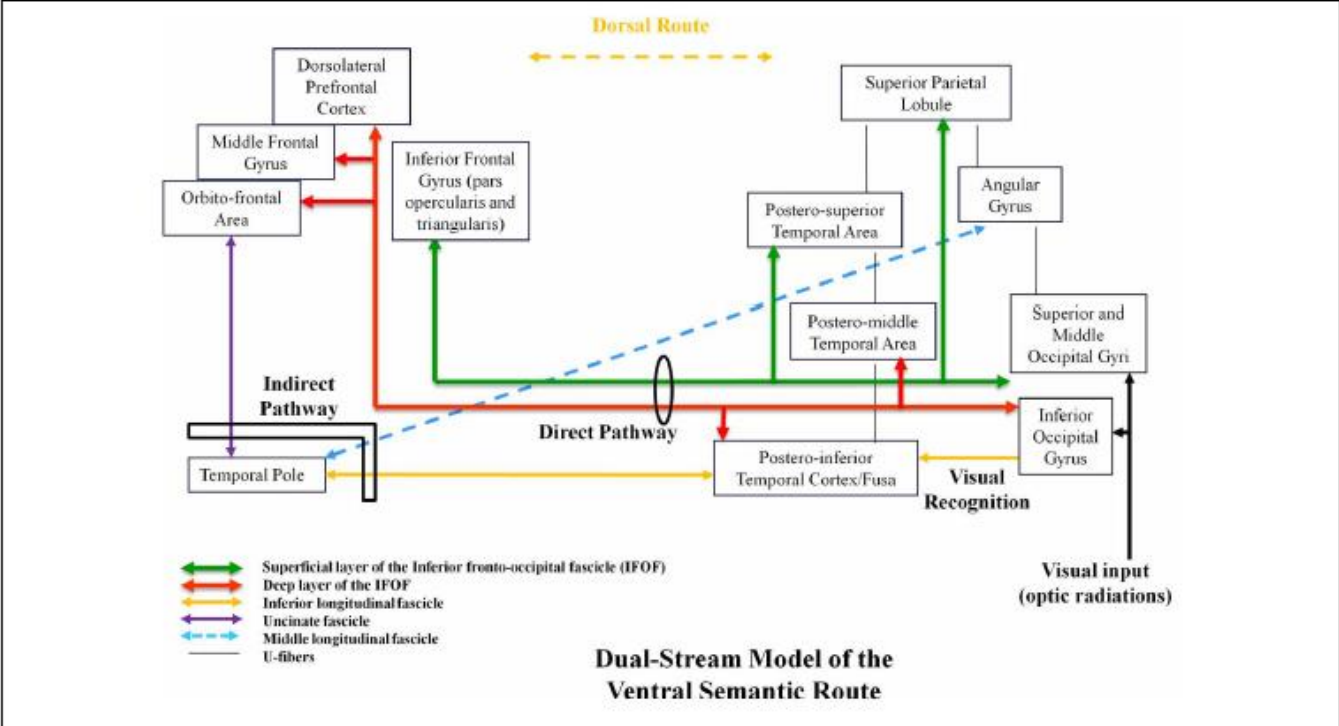 Dorsal Route
Dorsolateral
Prefrontal
Cortex
Superior Parietal
Lobule
Middle Frontal
Gyrus
Inferior Frontal
Gyrus (pars
opercularis and
triangularis)
Orbito-frontal
Area
Angular
Gyrus
Postero-superior
Temporal Area
Postero-middle
Temporal Area
Superior and
Middle
Occipital Gyri
Indirect
Pathway
Direct Pathway
Inferior
Occipital
Gyrus
Temporal Pole
Postero-inferior
Temporal Cortex/Fusa
Visual
Recognition
Visual input
(optic radiations)
Superficial layer of the Inferior fronto-occipital fascicle (IFOF)
Deep layer of the IFOF
Inferior longitudinal fascicle
Uncinate fascicle
Middle longitudinal fascicle
U-fibers
Dual-Stream Model of the
Ventral Semantic Route